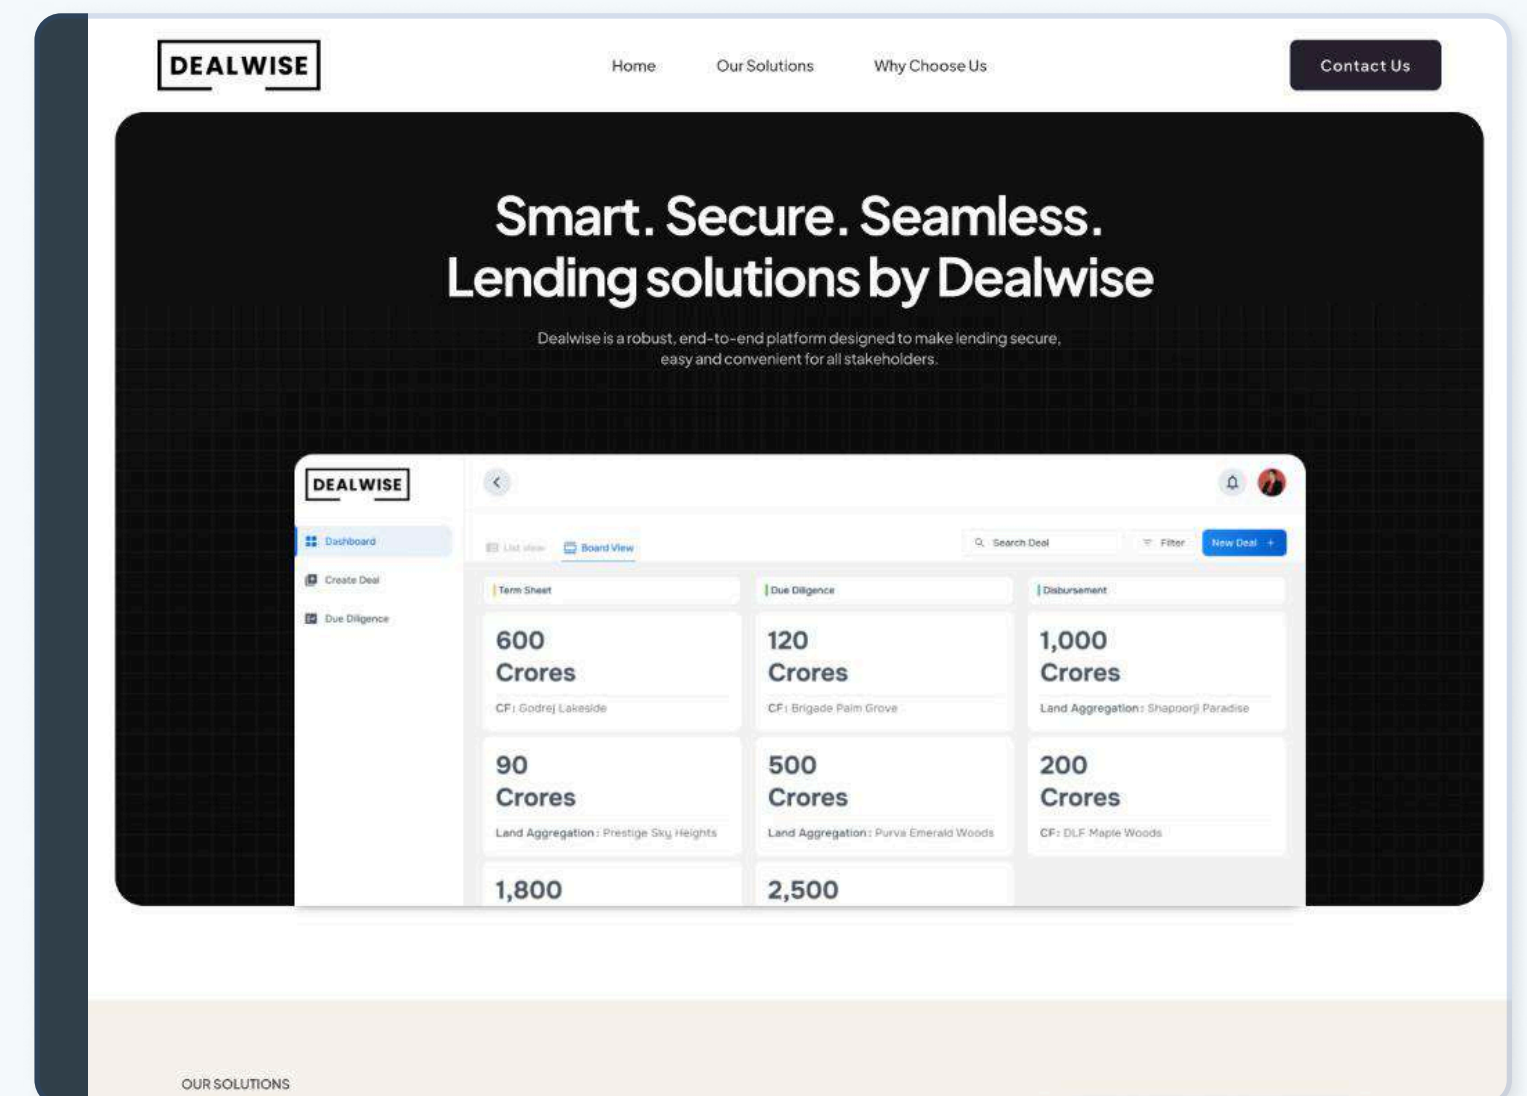 DEALWISE
Home
Our Solutions
Why Choose Us
Contact Us
Smart. Secure. Seamless.
Lending solutions by Dealwise
Dealwise is a robust, end-to-end platform designed to make lending secure,
easy and convenient for all stakeholders.
DEALWISE
Dashboard
Create Deal
Due Diligence
List View
Board View
Search Deal
Filter
New Deal +
Term Sheet
600
Crores
CF: Godrej Lakeside
90
Crores
Land Aggregation: Prestige Sky Heights
1,800
Due Diligence
120
Crores
CF: Brigade Palm Grove
500
Crores
Land Aggregation: Purva Emerald Woods
2,500
Disbursement
1,000
Crores
Land Aggregation: Shapoorji Paradise
200
Crores
CF: DLF Maple Woods
OUR SOLUTIONS